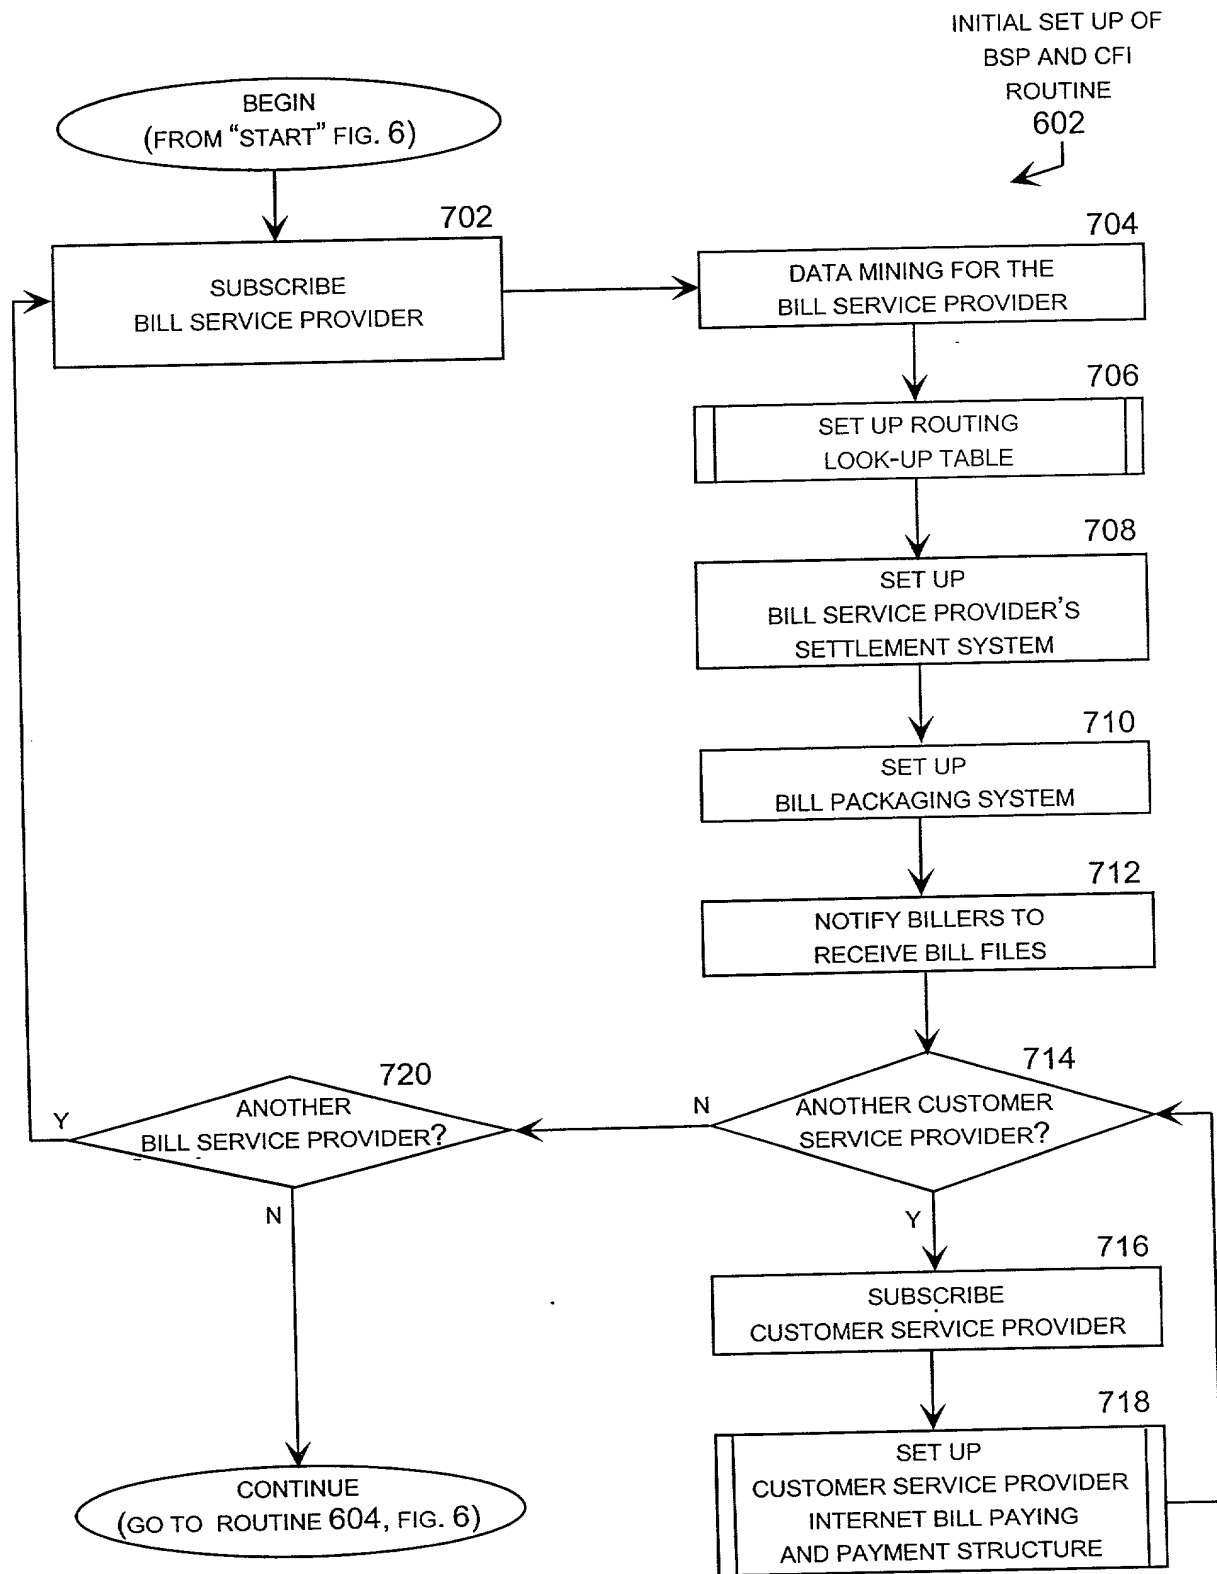 INITIAL SET UP OF
BSP AND CFI
ROUTINE
602
BEGIN
(FROM "START" FIG. 6)
702
SUBSCRIBE
BILL SERVICE PROVIDER
704
DATA MINING FOR THE
BILL SERVICE PROVIDER
706
SET UP ROUTING
LOOK-UP TABLE
708
SET UP
BILL SERVICE PROVIDER'S
SETTLEMENT SYSTEM
710
SET UP
BILL PACKAGING SYSTEM
712
NOTIFY BILLERS TO
RECEIVE BILL FILES
714
ANOTHER CUSTOMER
SERVICE PROVIDER?
N
Y
720
ANOTHER
BILL SERVICE PROVIDER?
Y
N
716
SUBSCRIBE
CUSTOMER SERVICE PROVIDER
718
SET UP
CUSTOMER SERVICE PROVIDER
INTERNET BILL PAYING
AND PAYMENT STRUCTURE
CONTINUE
(GO TO ROUTINE 604, FIG. 6)